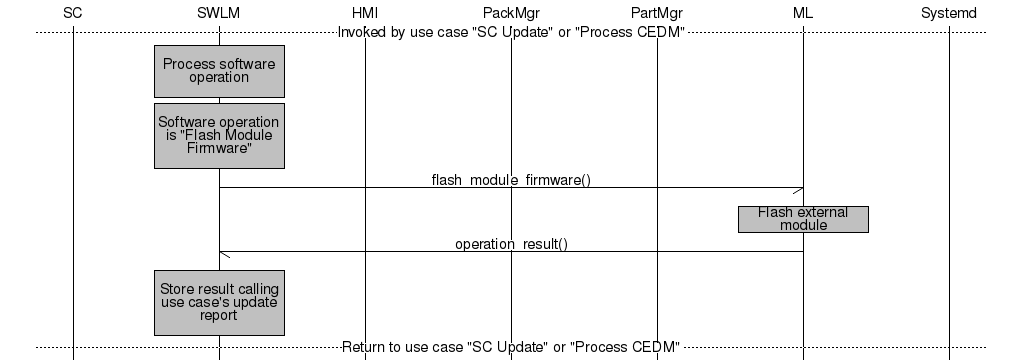 SC SWLM HMI PackMgr PartMgr ML Systemd
Invoked by use case "SC Update" or "Process CEDM"
Process software
operation
Software operation
is "Flash Module
Firmware"
flash_module_firmware()
Flash external
module
operation_result()
Store result calling
use case's update
report
Return to use case "SC Update" or "Process CEDM"